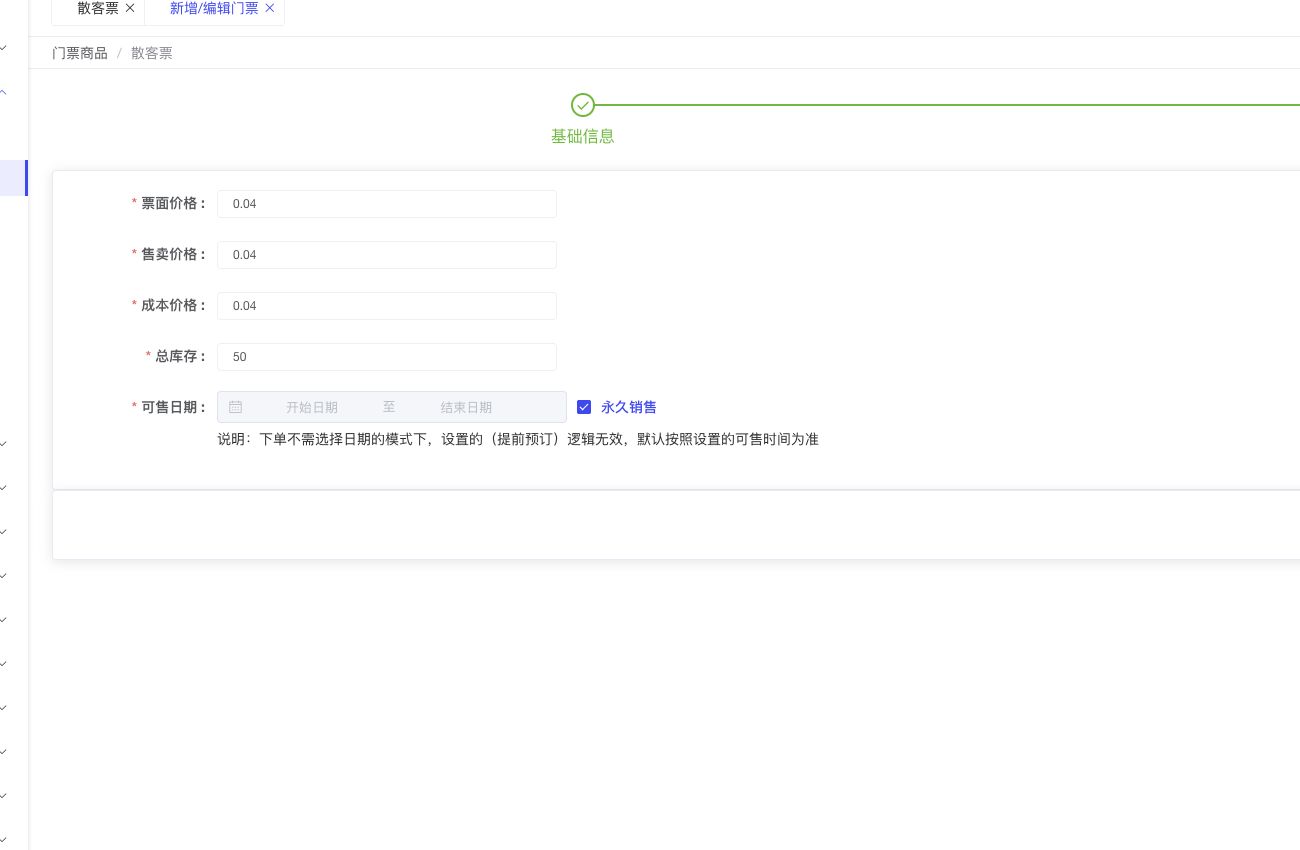 散客票 新增/编辑门票
门票商品 / 散客票
基础信息
* 票面价格： 0.04
* 售卖价格： 0.04
* 成本价格： 0.04
* 总库存： 50
* 可售日期： 开始日期 至 结束日期 永久销售
说明：下单不需选择日期的模式下，设置的（提前预订）逻辑无效，默认按照设置的可售时间为准